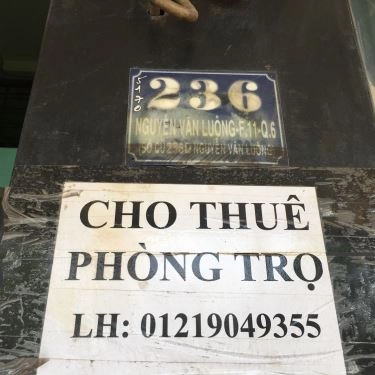 236
NGUYỄN VĂN LUÔNG-F.11-Q.6
CHO THUÊ
PHÒNG TRỌ
LH: 01219049355